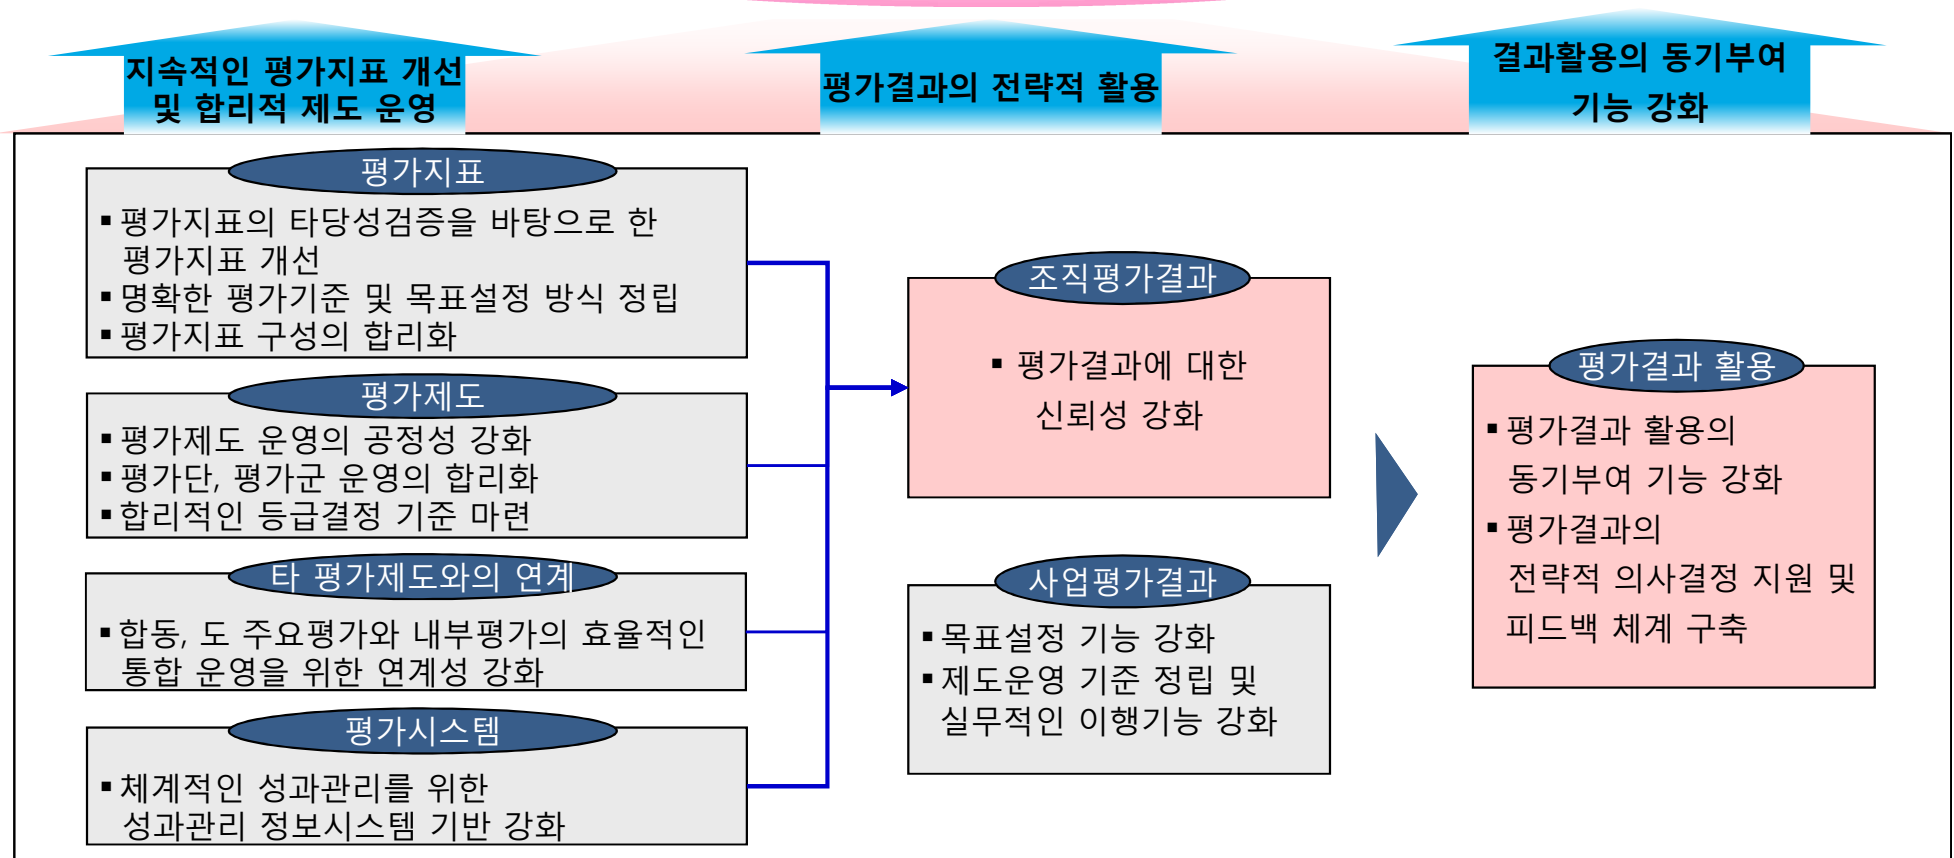 지속적인 평가지표 개선
및 합리적 제도 운영
평가결과의 전략적 활용
결과활용의 동기부여
기능 강화
평가지표
▪ 평가지표의 타당성검증을 바탕으로 한
평가지표 개선
▪ 명확한 평가기준 및 목표설정 방식 정립
▪ 평가지표 구성의 합리화
평가제도
▪ 평가제도 운영의 공정성 강화
▪ 평가단, 평가군 운영의 합리화
▪ 합리적인 등급결정 기준 마련
타 평가제도와의 연계
▪ 합동, 도 주요평가와 내부평가의 효율적인
통합 운영을 위한 연계성 강화
평가시스템
▪ 체계적인 성과관리를 위한
성과관리 정보시스템 기반 강화
조직평가결과
▪ 평가결과에 대한
신뢰성 강화
사업평가결과
▪ 목표설정 기능 강화
▪ 제도운영 기준 정립 및
실무적인 이행기능 강화
평가결과 활용
▪ 평가결과 활용의
동기부여 기능 강화
▪ 평가결과의
전략적 의사결정 지원 및
피드백 체계 구축